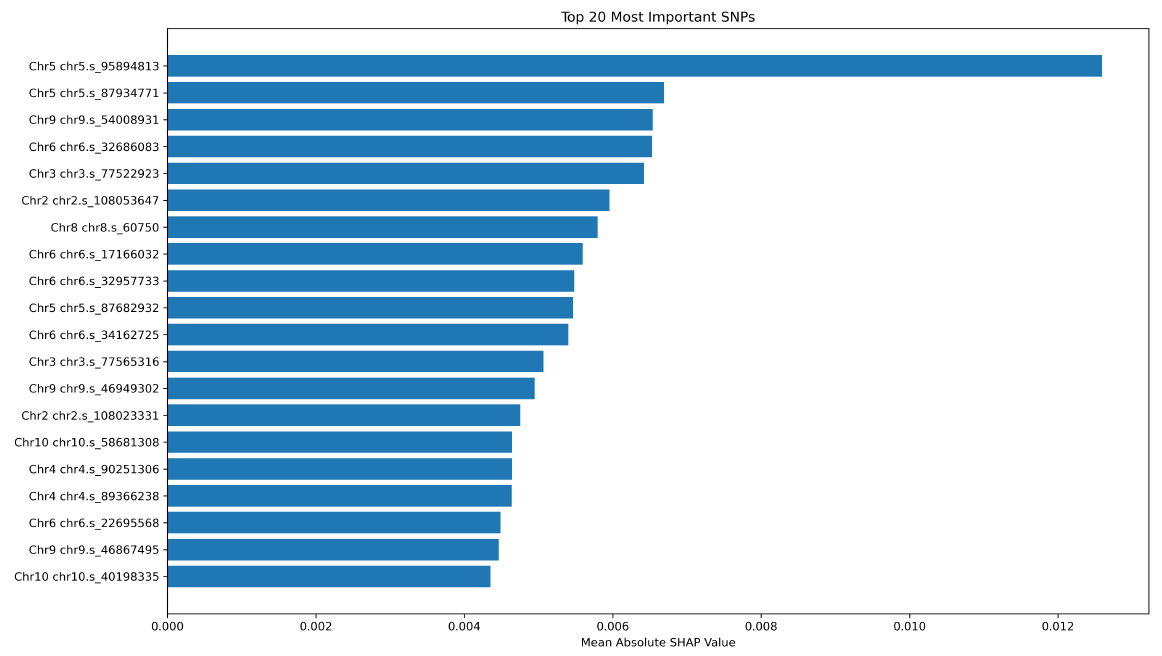 Top 20 Most Important SNPs
Chr5 chr5.s_95894813
Chr5 chr5.s_87934771
Chr9 chr9.s_54008931
Chr6 chr6.s_32686083
Chr3 chr3.s_77522923
Chr2 chr2.s_108053647
Chr8 chr8.s_60750
Chr6 chr6.s_17166032
Chr6 chr6.s_32957733
Chr5 chr5.s_87682932
Chr6 chr6.s_34162725
Chr3 chr3.s_77565316
Chr9 chr9.s_46949302
Chr2 chr2.s_108023331
Chr10 chr10.s_58681308
Chr4 chr4.s_90251306
Chr4 chr4.s_89366238
Chr6 chr6.s_22695568
Chr9 chr9.s_46867495
Chr10 chr10.s_40198335
0.000 0.002 0.004 0.006 0.008 0.010 0.012
Mean Absolute SHAP Value